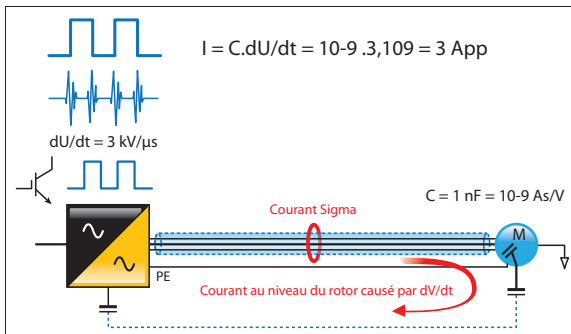 I = C.dU/dt = 10-9 .3,109 = 3 App
dU/dt = 3 kV/µs
C = 1 nF = 10-9 As/V
Courant Sigma
M
PE
Courant au niveau du rotor causé par dV/dt